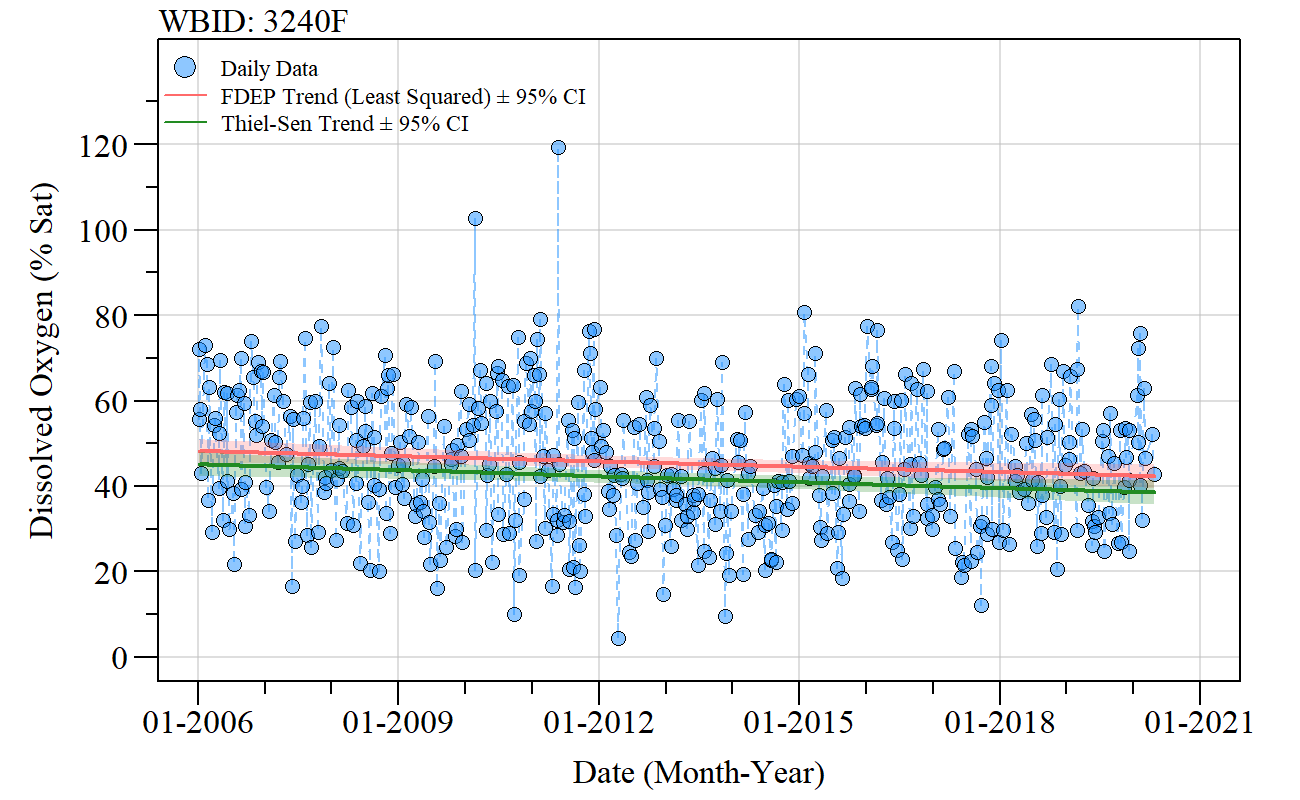 WBID: 3240F
Daily Data
FDEP Trend (Least Squared) ± 95% CI
Thiel-Sen Trend ± 95% CI
Dissolved Oxygen (% Sat)
120
100
80
60
40
20
0
01-2006 01-2009 01-2012 01-2015 01-2018 01-2021
Date (Month-Year)